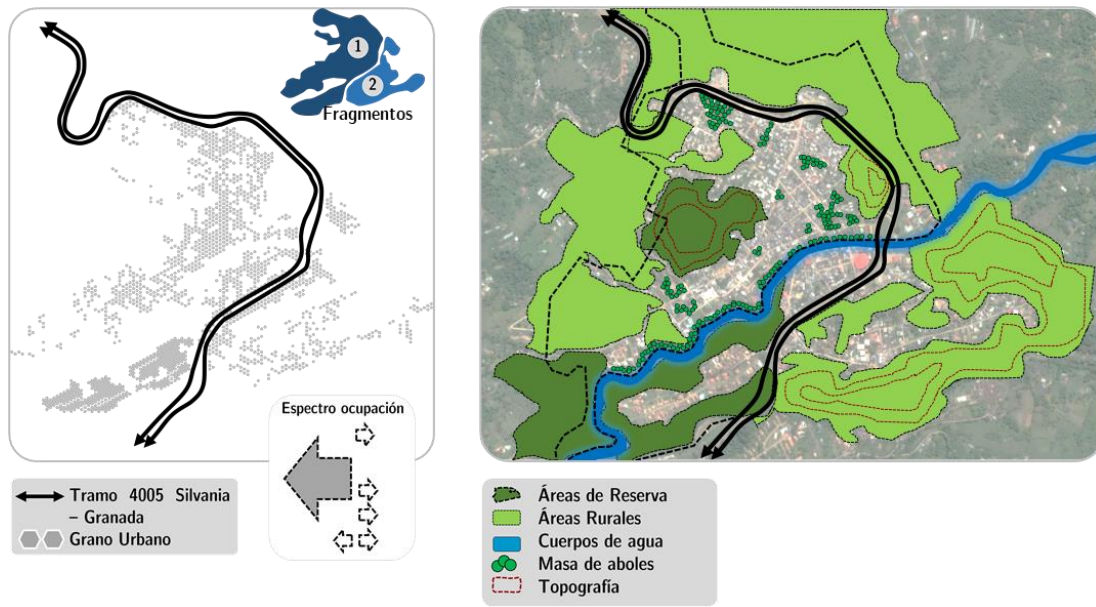 1
2
Fragmentos
Espectro ocupación
Tramo 4005 Silvania
– Granada
Grano Urbano
Áreas de Reserva
Áreas Rurales
Cuerpos de agua
Masa de aboles
Topografía